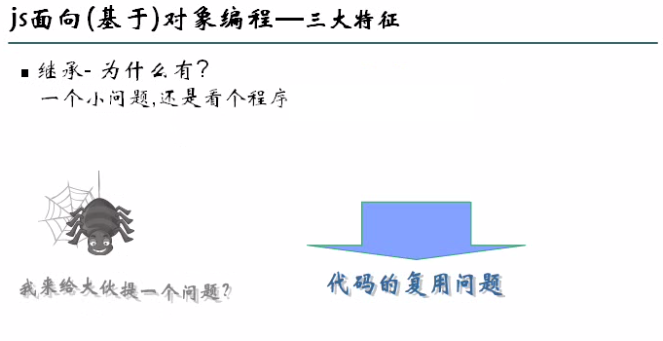 js面向(基于)对象编程—三大特征
继承- 为什么有?
一个小问题,还是看个程序
我来给大伙提一个问题?
代码的复用问题